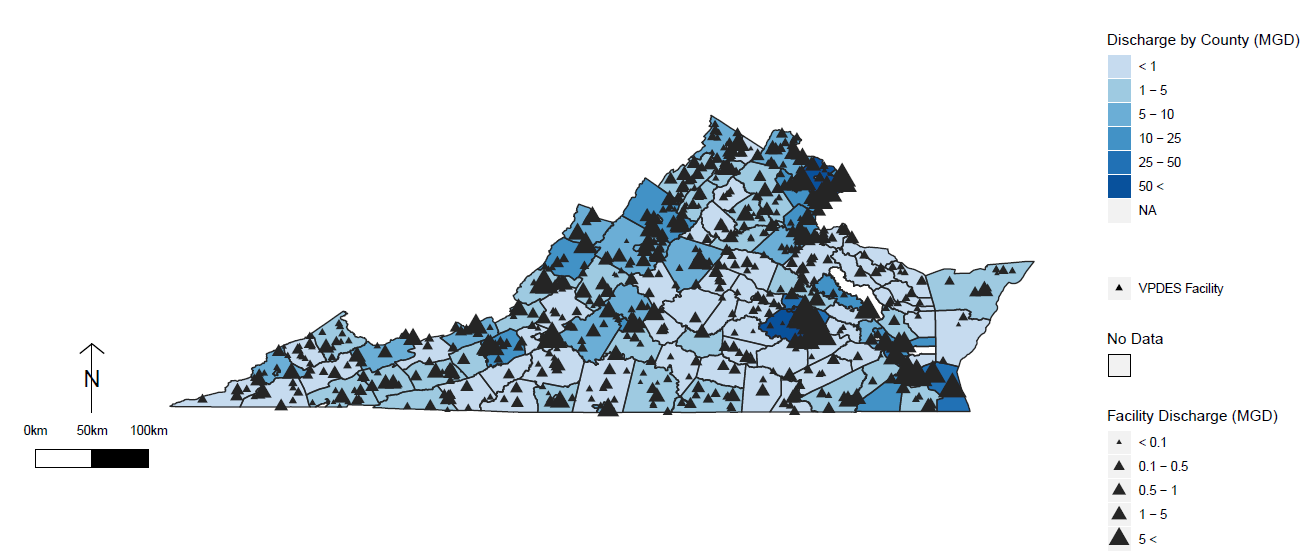 Discharge by County (MGD)
< 1
1 − 5
5 − 10
10 − 25
25 − 50
50 <
NA
VPDES Facility
No Data
Facility Discharge (MGD)
< 0.1
0.1 − 0.5
0.5 − 1
1 − 5
5 <
N
0km 50km 100km